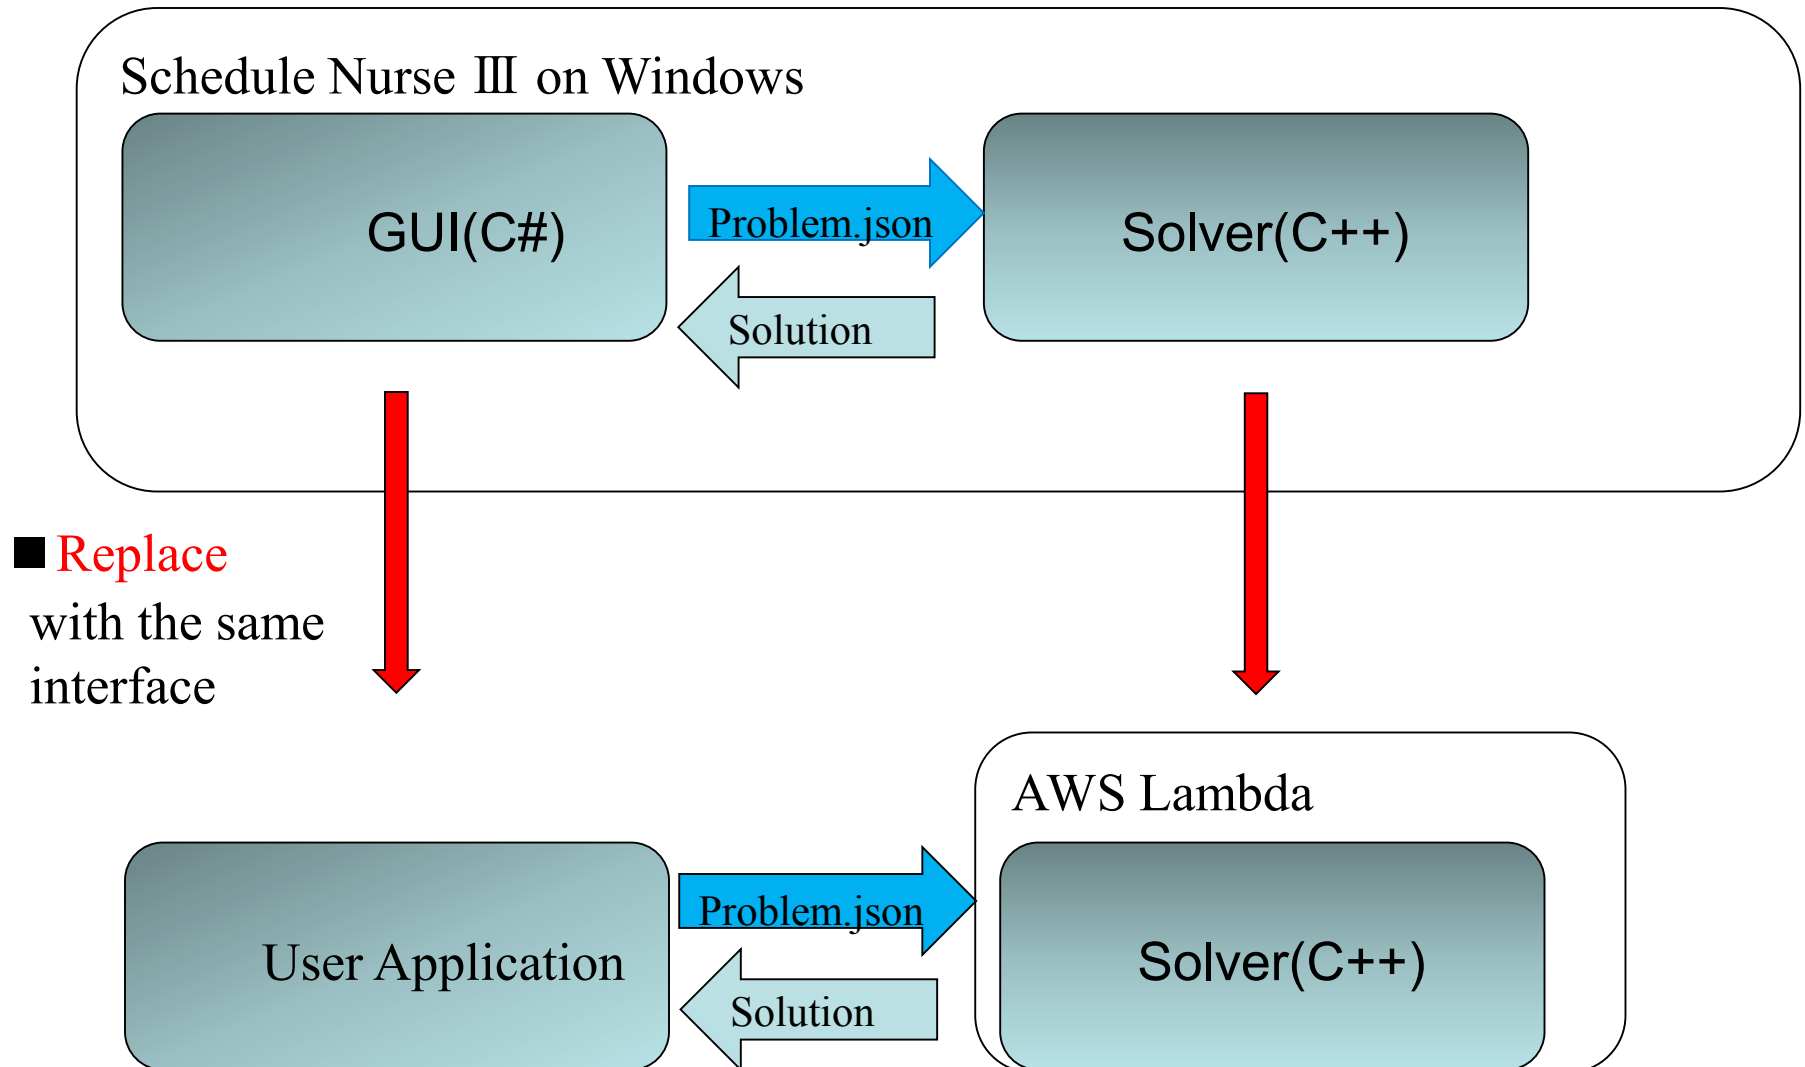 Schedule Nurse Ⅲ on Windows
GUI(C#)
Problem.json
Solver(C++)
Solution
■Replace
with the same
interface
AWS Lambda
User Application
Problem.json
Solver(C++)
Solution